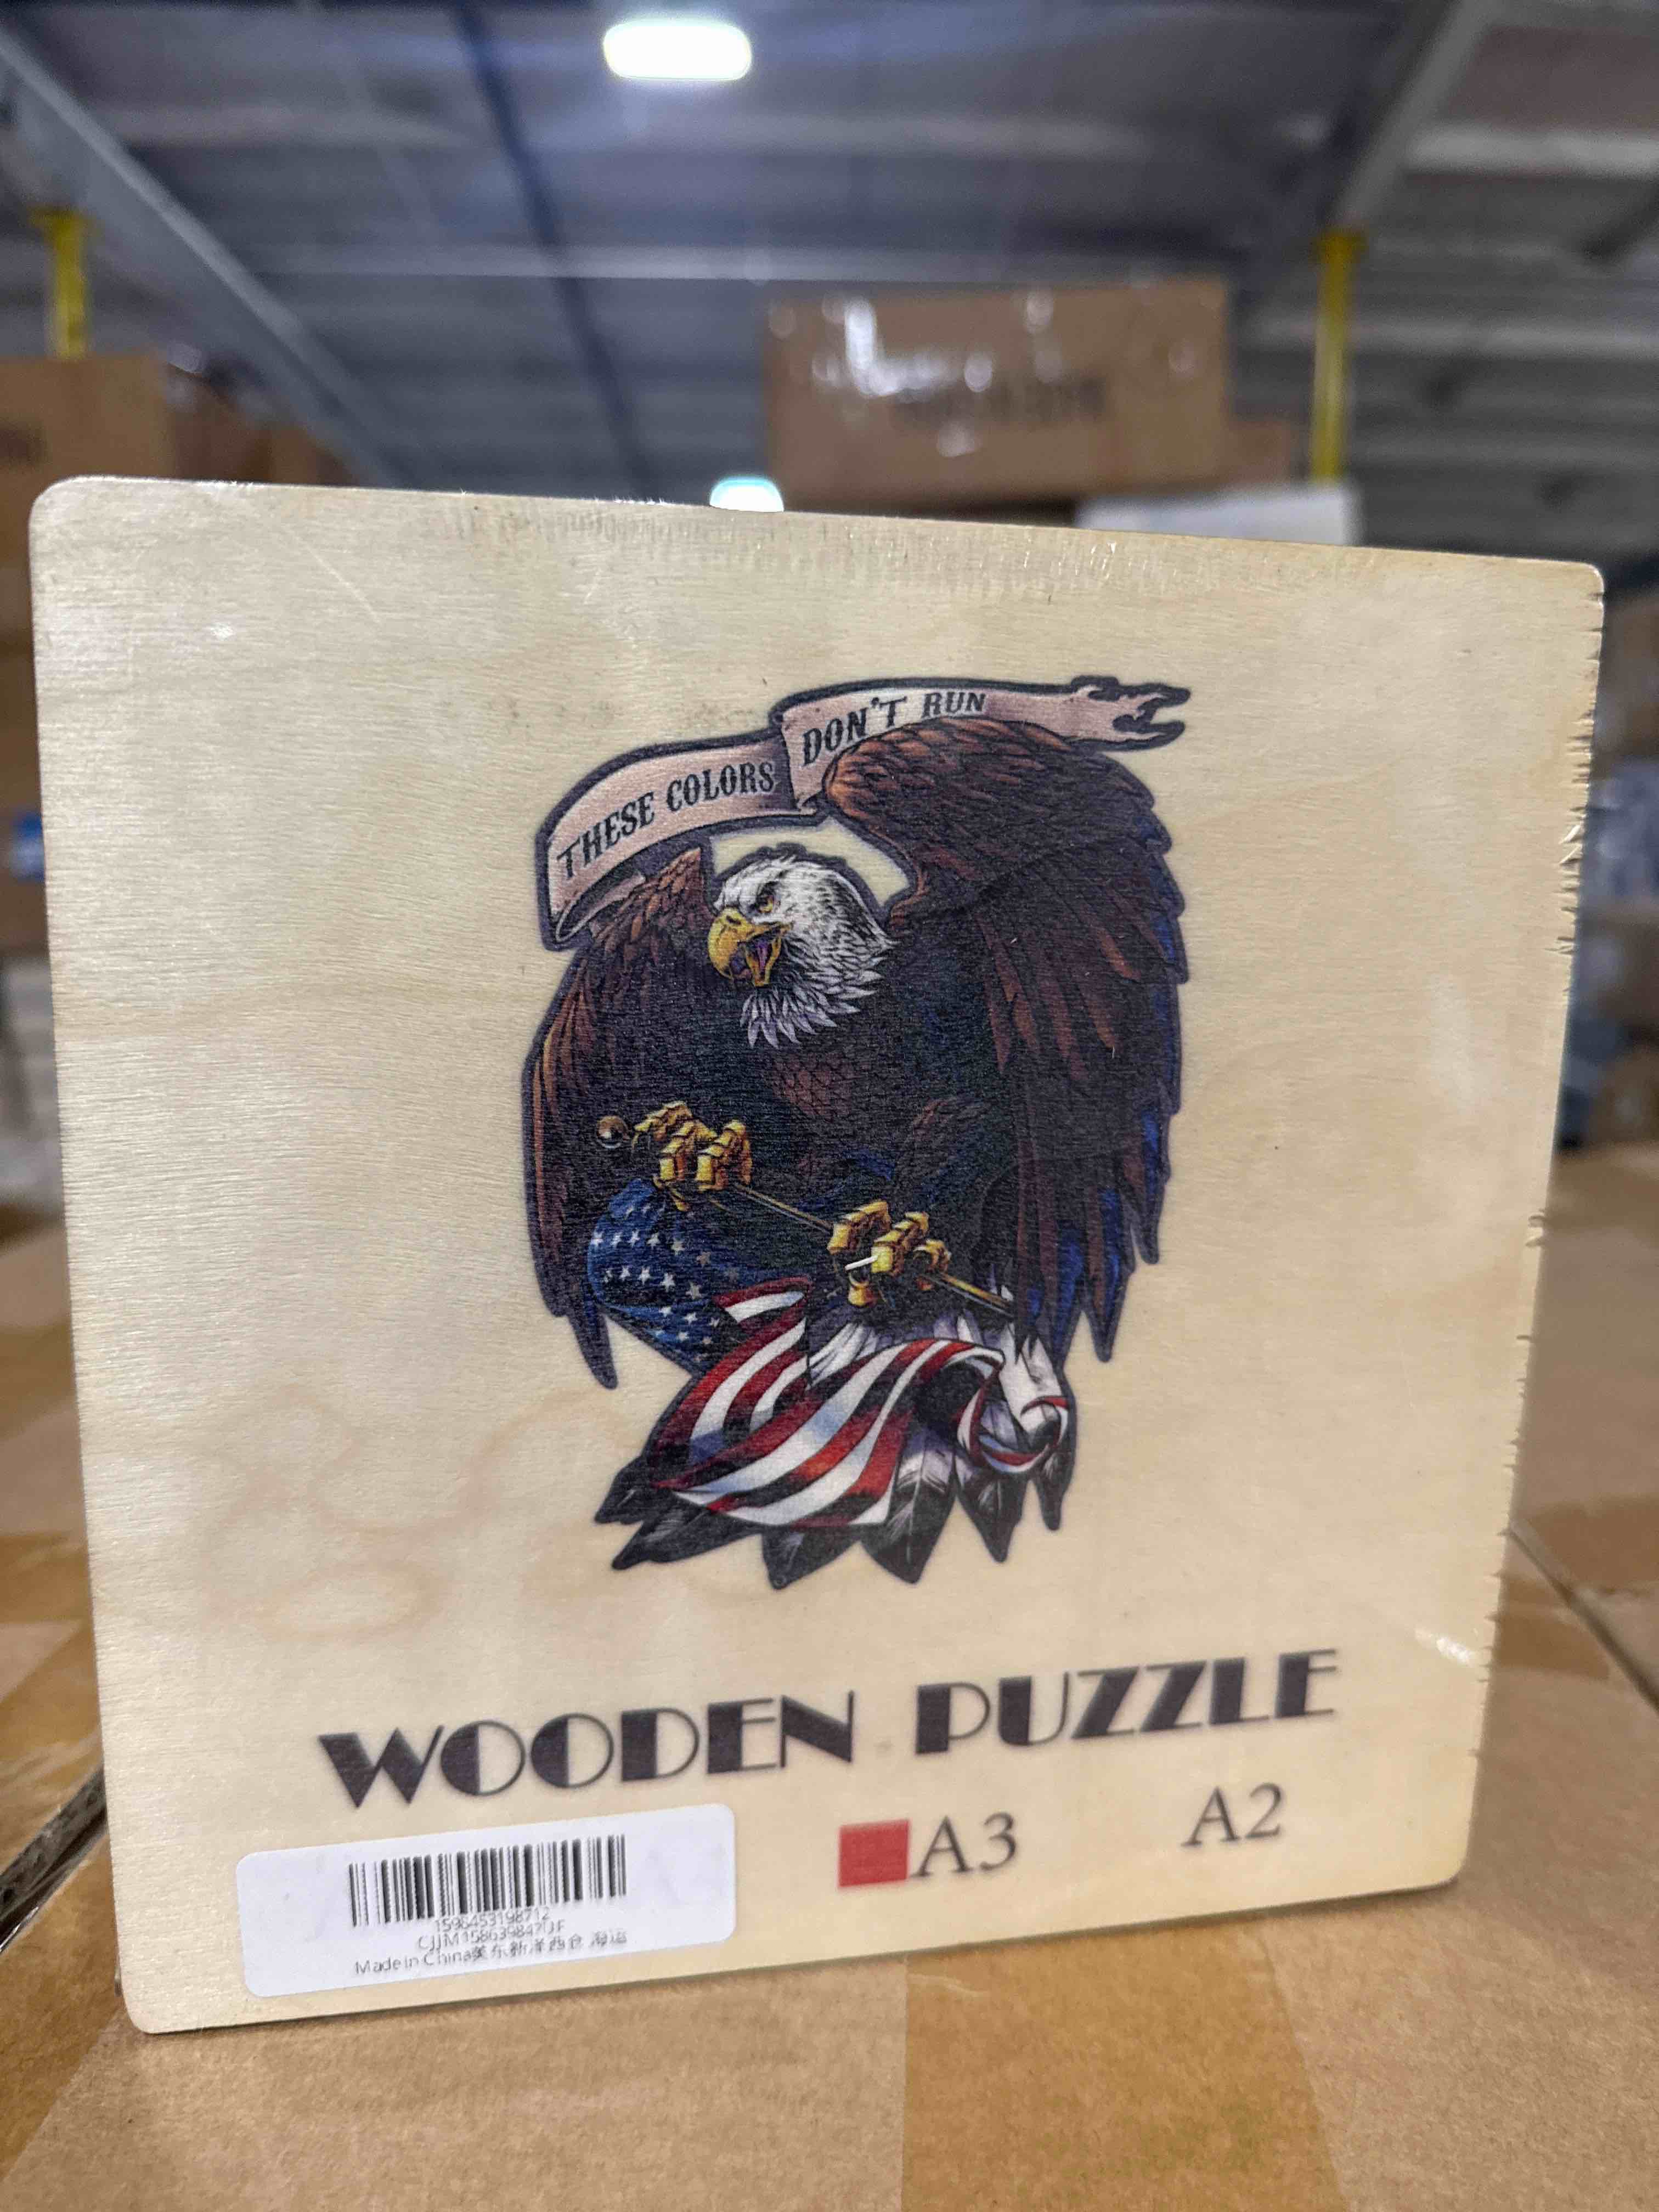 THESE COLORS DON'T RUN
WOODEN PUZZLE
A3 A2
Made in China